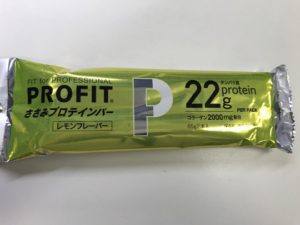 FIT for PROFESSIONAL
PROFIT®
ささみプロテインバー
レモンフレーバー
P
タンパク質
22g protein
PER PACK
コラーゲン2000mg配合